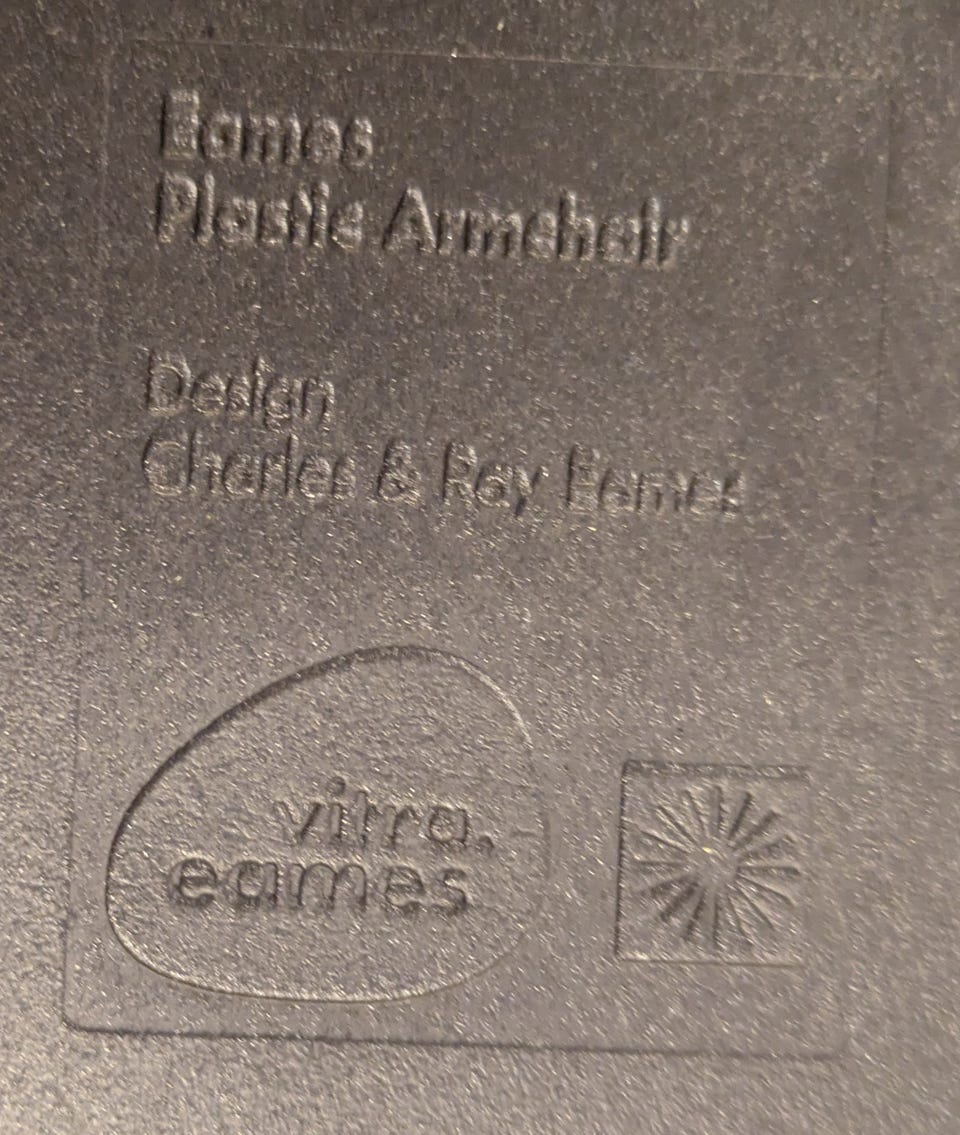 Eames
Plastic Armchair
Design
Charles & Ray Eames
vitra.
eames